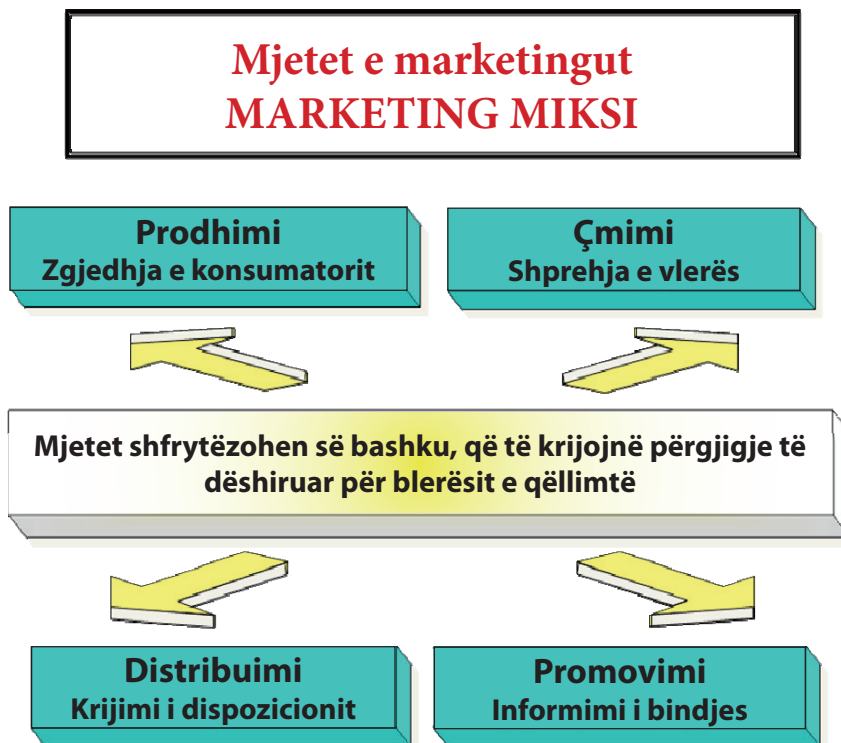 Mjetet e marketingut
MARKETING MIKSI
Prodhimi
Zgjedhja e konsumatorit
Çmimi
Shprehja e vlerës
Mjetet shfrytëzohen së bashku, që të krijojnë përgjigje të
dëshiruar për blerësit e qëllimtë
Distribuimi
Krijimi i dispozicionit
Promovimi
Informimi i bindjes